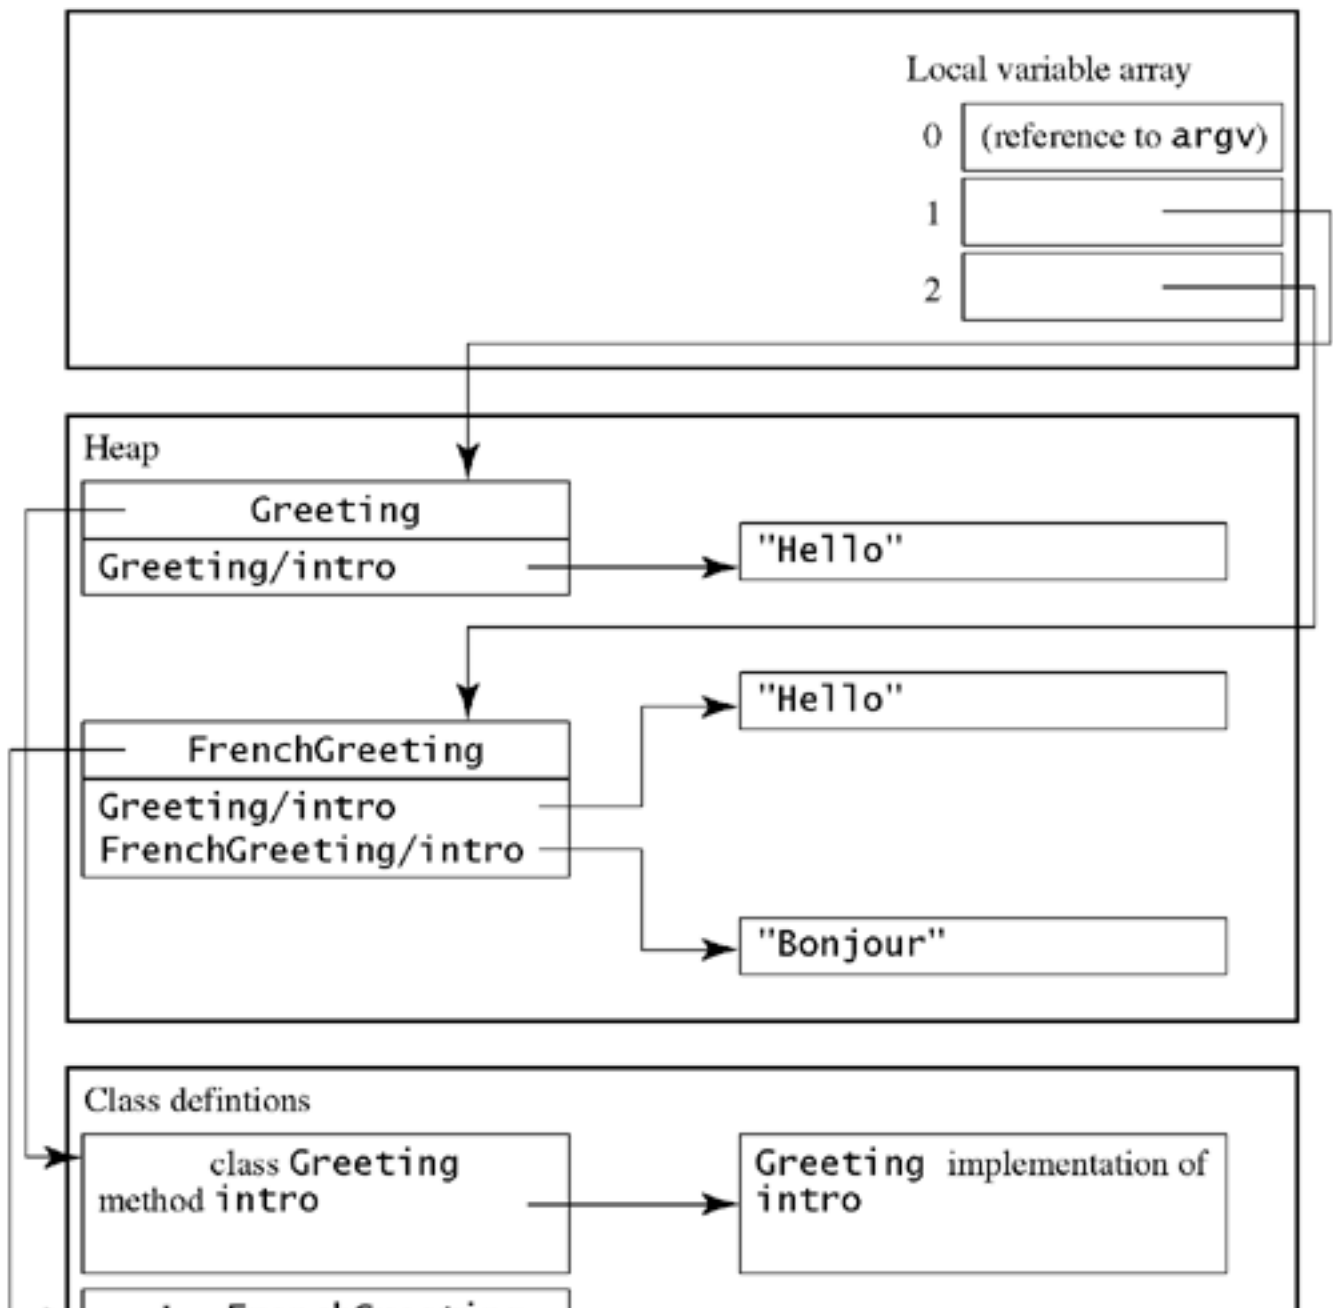 Local variable array
0 (reference to argv)
1
2
Heap
Greeting
Greeting/intro
"Hello"
"Hello"
FrenchGreeting
Greeting/intro
FrenchGreeting/intro
"Bonjour"
Class defintions
class Greeting
method intro
Greeting implementation of
intro